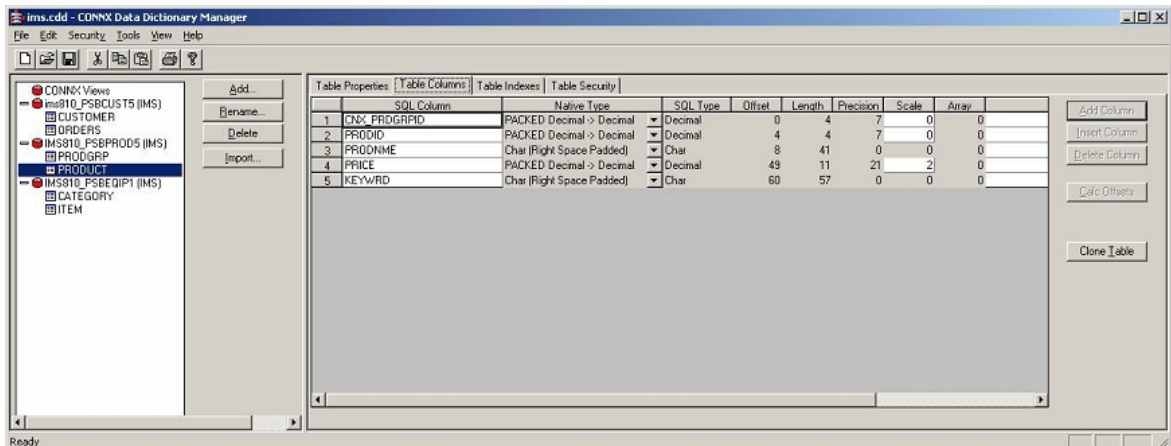 ims.cdd - CONNX Data Dictionary Manager
File Edit Security Tools View Help
CONNX Views
ims810_PSBCUST5 (IMS)
CUSTOMER
ORDERS
IMS810_PSBPROD5 (IMS)
PRODGRP
PRODUCT
IMS810_PSBEQIP1 (IMS)
CATEGORY
ITEM
Add...
Rename...
Delete
Import...
Table Properties Table Columns Table Indexes Table Security
SQL Column Native Type SQL Type Offset Length Precision Scale Array
1 CNX_PRDGRPID PACKED Decimal -> Decimal Decimal 0 4 7 0 0
2 PRODID PACKED Decimal -> Decimal Decimal 4 4 7 0 0
3 PRODNME Char (Right Space Padded) Char 8 41 0 0 0
4 PRICE PACKED Decimal -> Decimal Decimal 49 11 21 2 0
5 KEYWRD Char (Right Space Padded) Char 60 57 0 0 0
Add Column
Insert Column
Delete Column
Calc Offsets
Clone Table
Ready